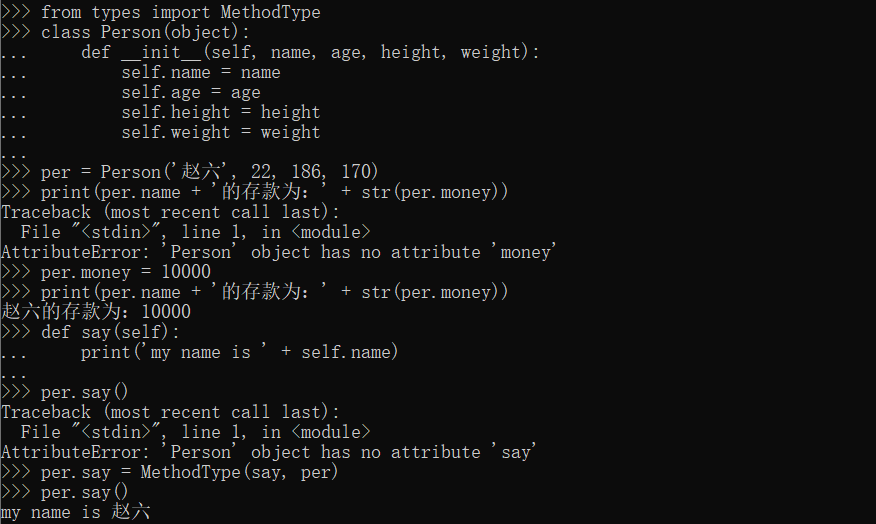 >>> from types import MethodType
>>> class Person(object):
...     def __init__(self, name, age, height, weight):
...         self.name = name
...         self.age = age
...         self.height = height
...         self.weight = weight
...
>>> per = Person('赵六', 22, 186, 170)
>>> print(per.name + '的存款为：' + str(per.money))
Traceback (most recent call last):
  File "<stdin>", line 1, in <module>
AttributeError: 'Person' object has no attribute 'money'
>>> per.money = 10000
>>> print(per.name + '的存款为：' + str(per.money))
赵六的存款为：10000
>>> def say(self):
...     print('my name is ' + self.name)
...
>>> per.say()
Traceback (most recent call last):
  File "<stdin>", line 1, in <module>
AttributeError: 'Person' object has no attribute 'say'
>>> per.say = MethodType(say, per)
>>> per.say()
my name is 赵六